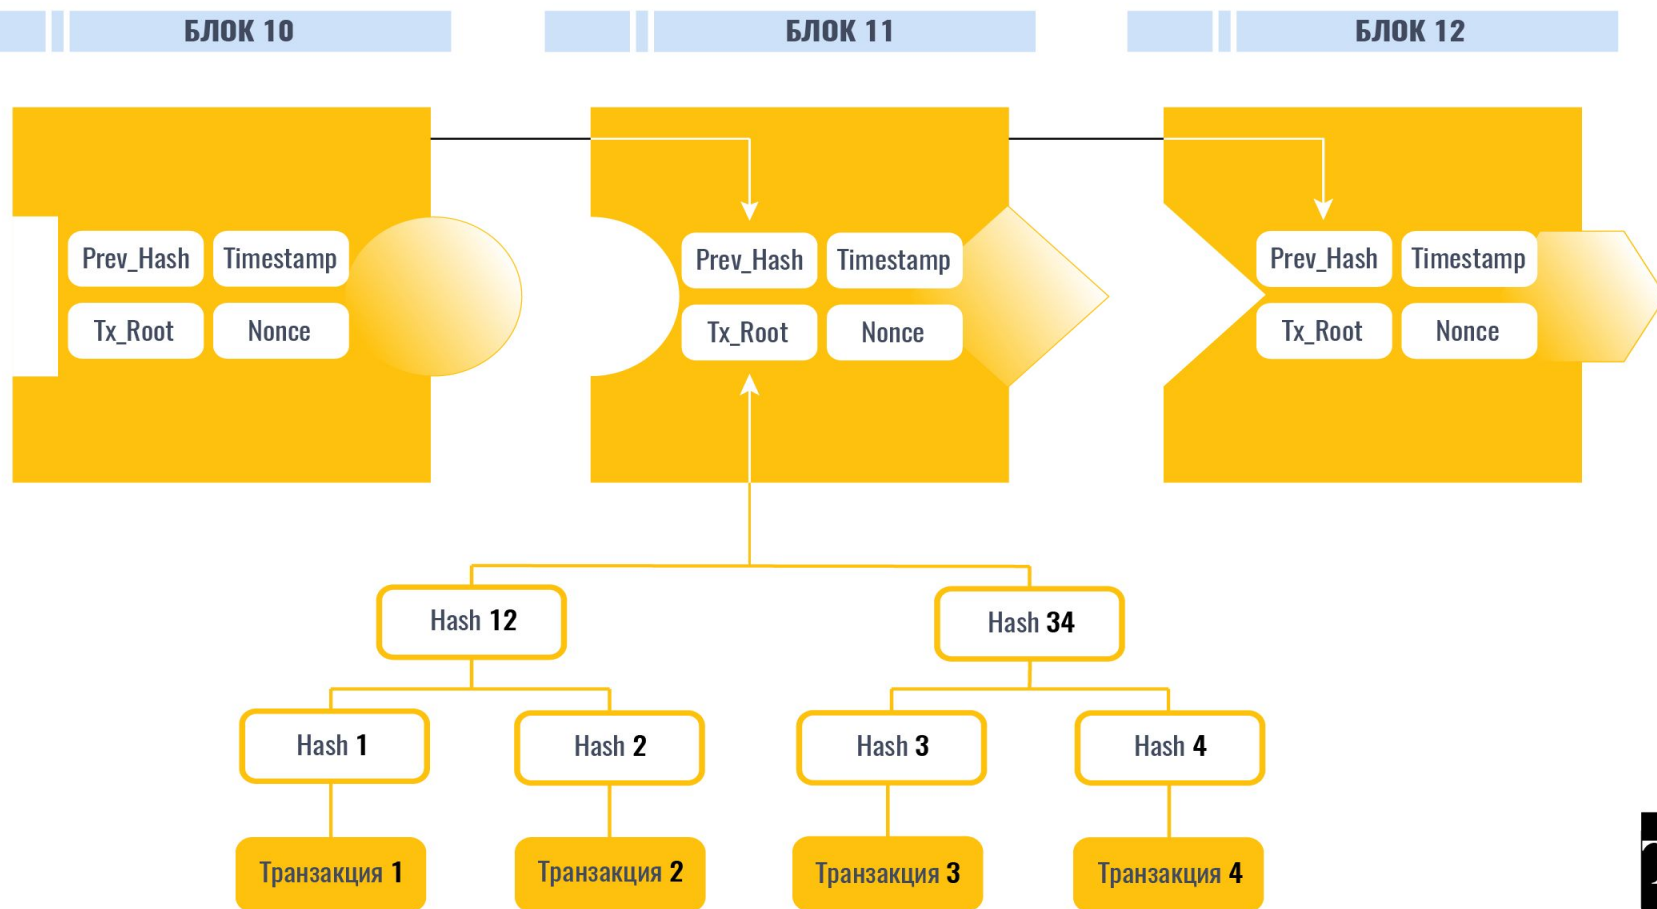 БЛОК 10
БЛОК 11
БЛОК 12
Prev_Hash Timestamp
Tx_Root Nonce
Prev_Hash Timestamp
Tx_Root Nonce
Prev_Hash Timestamp
Tx_Root Nonce
Hash 12
Hash 34
Hash 1
Hash 2
Hash 3
Hash 4
Транзакция 1
Транзакция 2
Транзакция 3
Транзакция 4